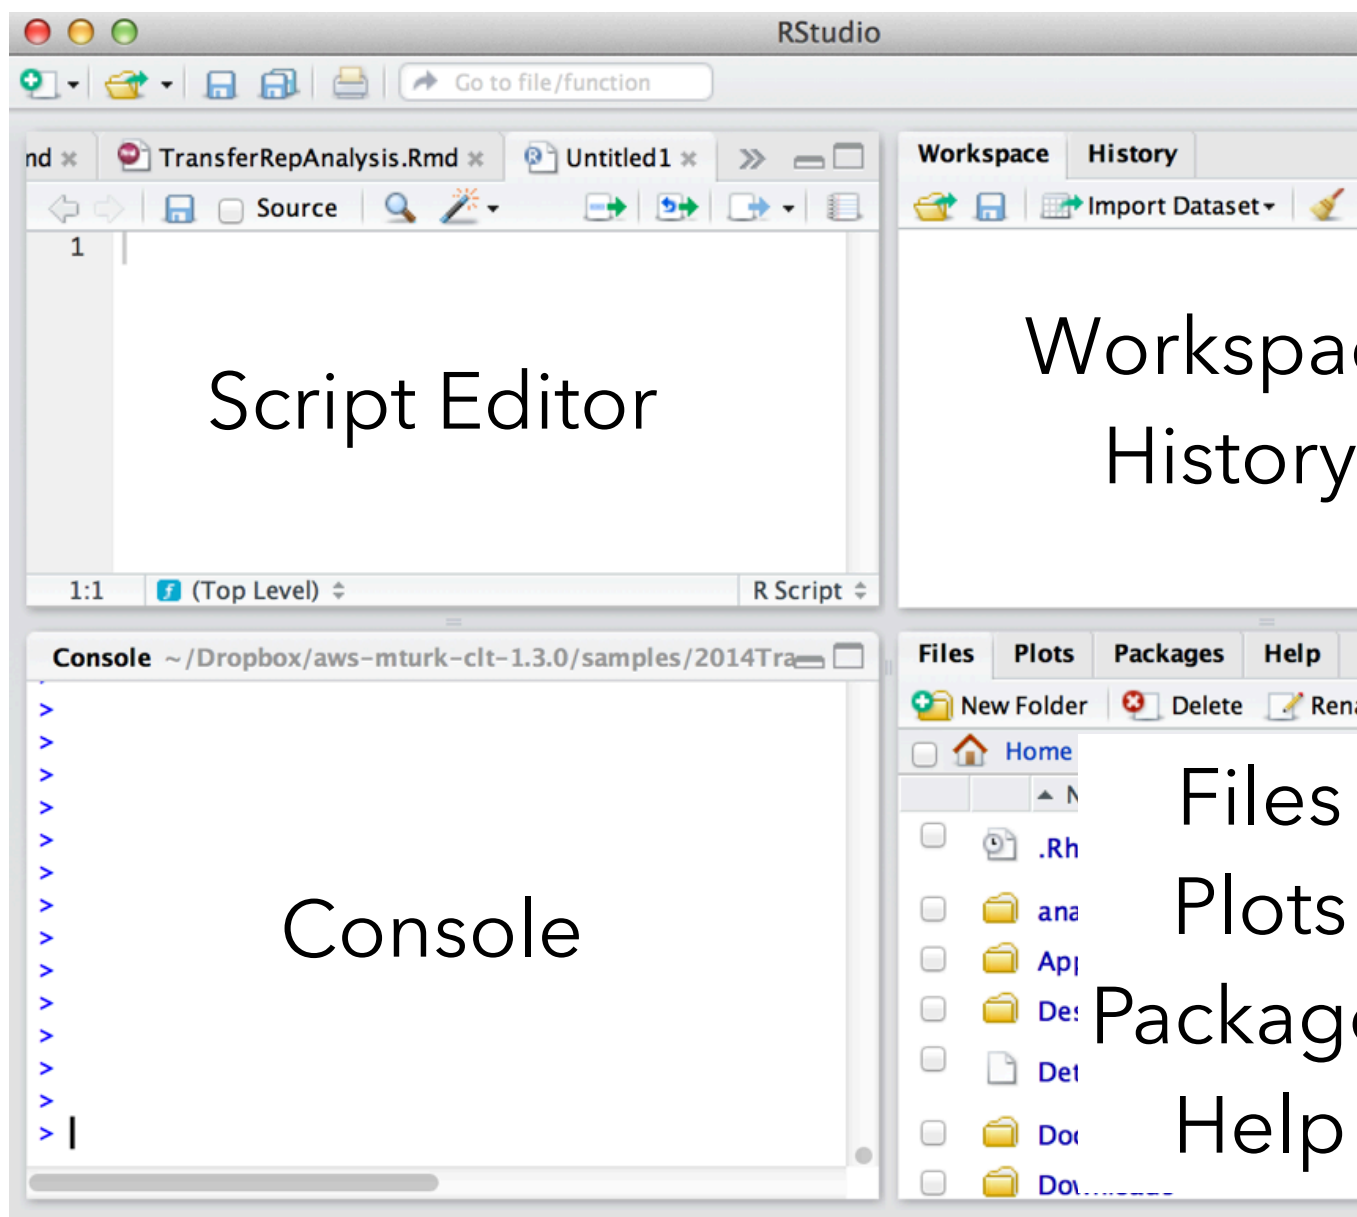 RStudio
Go to file/function
TransferRepAnalysis.Rmd
Untitled1
Source
1
Script Editor
1:1 (Top Level) R Script
Workspace History
Import Dataset
History
Console ~/Dropbox/aws-mturk-clt-1.3.0/samples/2014Tra
>
>
>
>
>
>
>
>
>
>
>
>
>
>
Console
Files Plots Packages Help
New Folder Delete
Home
Files
Plots
Help